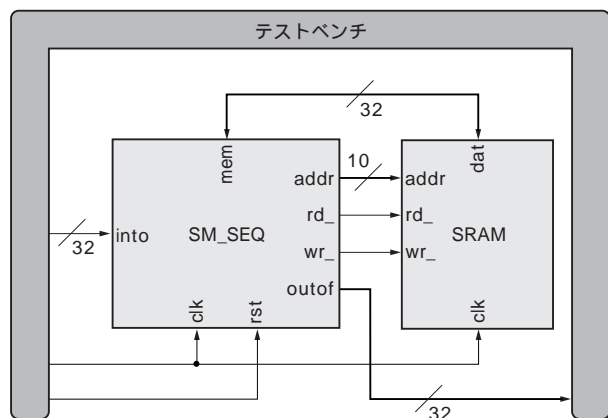 テストベンチ
32
mem
dat
10
addr
addr
rd_
rd_
into
SM_SEQ
SRAM
32
wr_
wr_
outof
clk
rst
clk
32